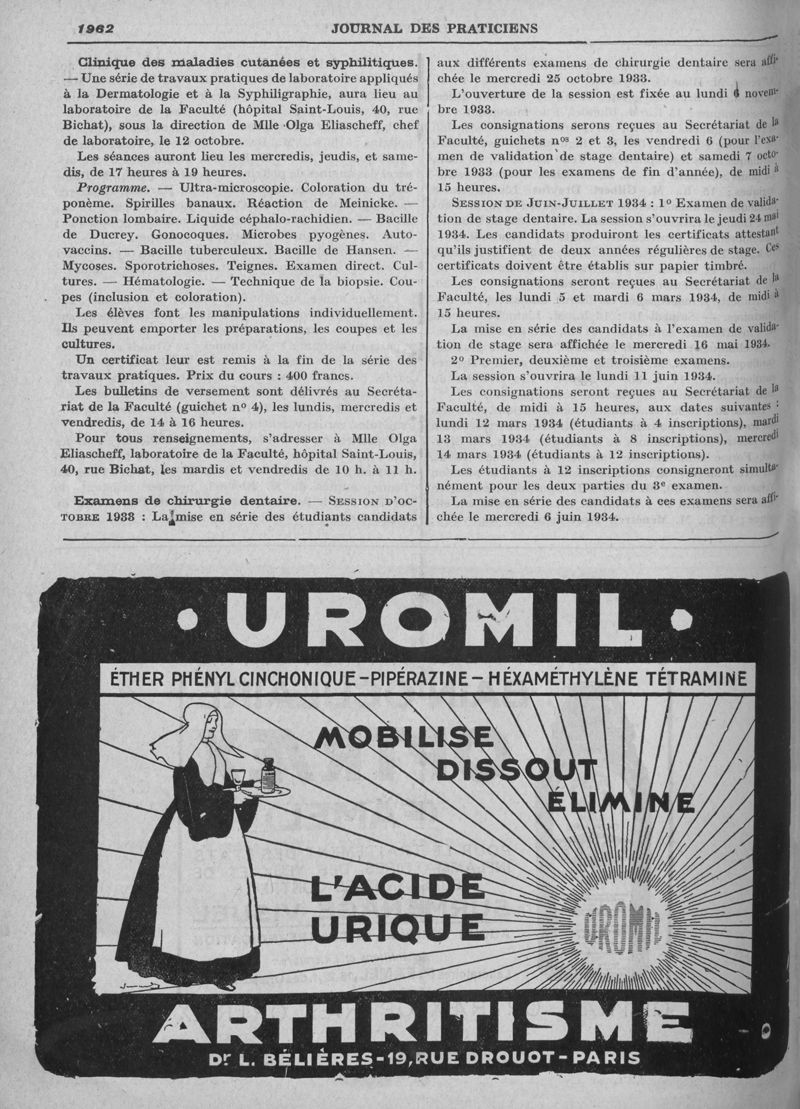 1962
JOURNAL DES PRATICIENS
Clinique des maladies cutanées et syphilitiques.
— Une série de travaux pratiques de laboratoire appliqués
à la Dermatologie et à la Syphiligraphie, aura lieu au
laboratoire de la Faculté (hôpital Saint-Louis, 40, rue
Bichat), sous la direction de Mlle Olga Eliascheff, chef
de laboratoire, le 12 octobre.
Les séances auront lieu les mercredis, jeudis, et same-
dis, de 17 heures à 19 heures.
Programme. — Ultra-microscopie. Coloration du tré-
ponème. Spirilles banaux. Réaction de Meinicke. —
Ponction lombaire. Liquide céphalo-rachidien. — Bacille
de Ducrey. Gonocoques. Microbes pyogènes. Auto-
vaccins. — Bacille tuberculeux. Bacille de Hansen. —
Mycoses. Sporotrichoses. Teignes. Examen direct. Cul-
tures. — Hématologie. — Technique de la biopsie. Cou-
pes (inclusion et coloration).
Les élèves font les manipulations individuellement.
Ils peuvent emporter les préparations, les coupes et les
cultures.
Un certificat leur est remis à la fin de la série des
travaux pratiques. Prix du cours : 400 francs.
Les bulletins de versement sont délivrés au Secréta-
riat de la Faculté (guichet nº 4), les lundis, mercredis et
vendredis, de 14 à 16 heures.
Pour tous renseignements, s'adresser à Mlle Olga
Eliascheff, laboratoire de la Faculté, hôpital Saint-Louis,
40, rue Bichat, les mardis et vendredis de 10 h. à 11 h.
Examens de chirurgie dentaire. — SESSION D'OC-
TOBRE 1933 : La mise en série des étudiants candidats
aux différents examens de chirurgie dentaire sera affi-
chée le mercredi 25 octobre 1933.
L'ouverture de la session est fixée au lundi 6 novem-
bre 1933.
Les consignations serons reçues au Secrétariat de la
Faculté, guichets nºs 2 et 3, les vendredi 6 (pour l'exa-
men de validation de stage dentaire) et samedi 7 octo-
bre 1933 (pour les examens de fin d'année), de midi à
15 heures.
SESSION DE JUIN-JUILLET 1934 : 1º Examen de valida-
tion de stage dentaire. La session s'ouvrira le jeudi 24 mai
1934. Les candidats produiront les certificats attestant
qu'ils justifient de deux années régulières de stage. Ces
certificats doivent être établis sur papier timbré.
Les consignations seront reçues au Secrétariat de la
Faculté, les lundi 5 et mardi 6 mars 1934, de midi à
15 heures.
La mise en série des candidats à l'examen de valida-
tion de stage sera affichée le mercredi 16 mai 1934.
2º Premier, deuxième et troisième examens.
La session s'ouvrira le lundi 11 juin 1934.
Les consignations seront reçues au Secrétariat de la
Faculté, de midi à 15 heures, aux dates suivantes :
lundi 12 mars 1934 (étudiants à 4 inscriptions), mardi
13 mars 1934 (étudiants à 8 inscriptions), mercredi
14 mars 1934 (étudiants à 12 inscriptions).
Les étudiants à 12 inscriptions consigneront simulta-
nément pour les deux parties du 3e examen.
La mise en série des candidats à ces examens sera affi-
chée le mercredi 6 juin 1934.
• UROMIL •
ÉTHER PHÉNYL CINCHONIQUE - PIPÉRAZINE - HÉXAMÉTHYLÈNE TÉTRAMINE
MOBILISE
DISSOUT
ÉLIMINE
L'ACIDE
URIQUE
UROMIL
ARTHRITISME
Dr L. BÉLIÈRES - 19, RUE DROUOT - PARIS